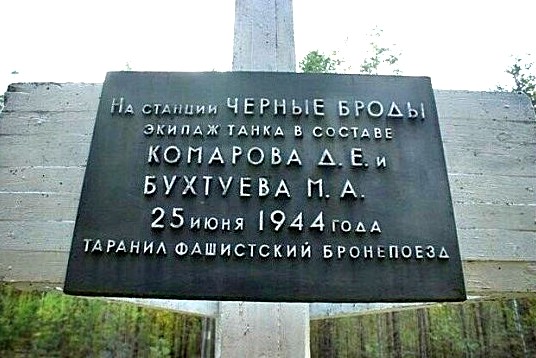 На станции ЧЕРНЫЕ БРОДЫ
экипаж танка в составе
КОМАРОВА Д.Е. и
БУХТУЕВА М.А.
25 июня 1944 года
таранил фашистский бронепоезд